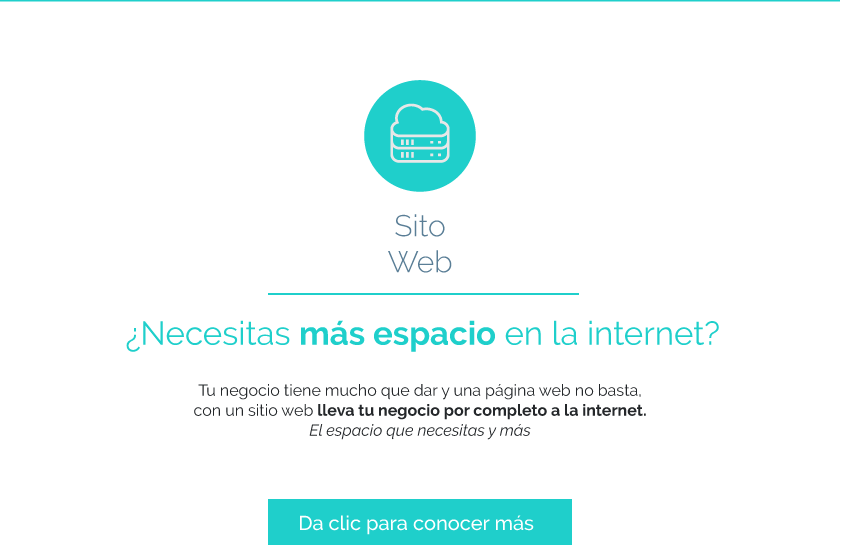 Sito
Web
¿Necesitas más espacio en la internet?
Tu negocio tiene mucho que dar y una página web no basta,
con un sitio web lleva tu negocio por completo a la internet.
El espacio que necesitas y más
Da clic para conocer más